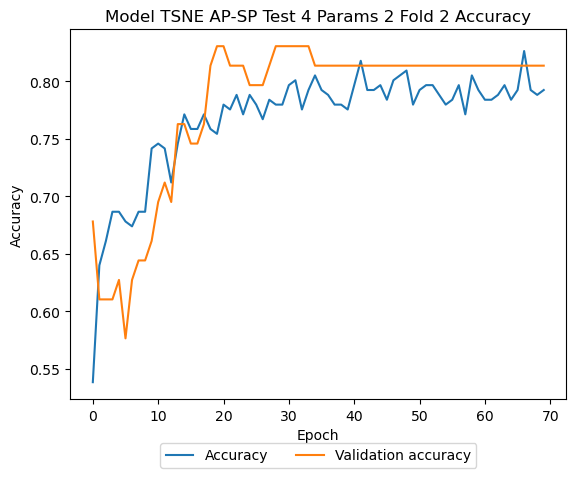 Model TSNE AP-SP Test 4 Params 2 Fold 2 Accuracy
Accuracy
0.80
0.75
0.70
0.65
0.60
0.55
0 10 20 30 40 50 60 70
Epoch
Accuracy Validation accuracy